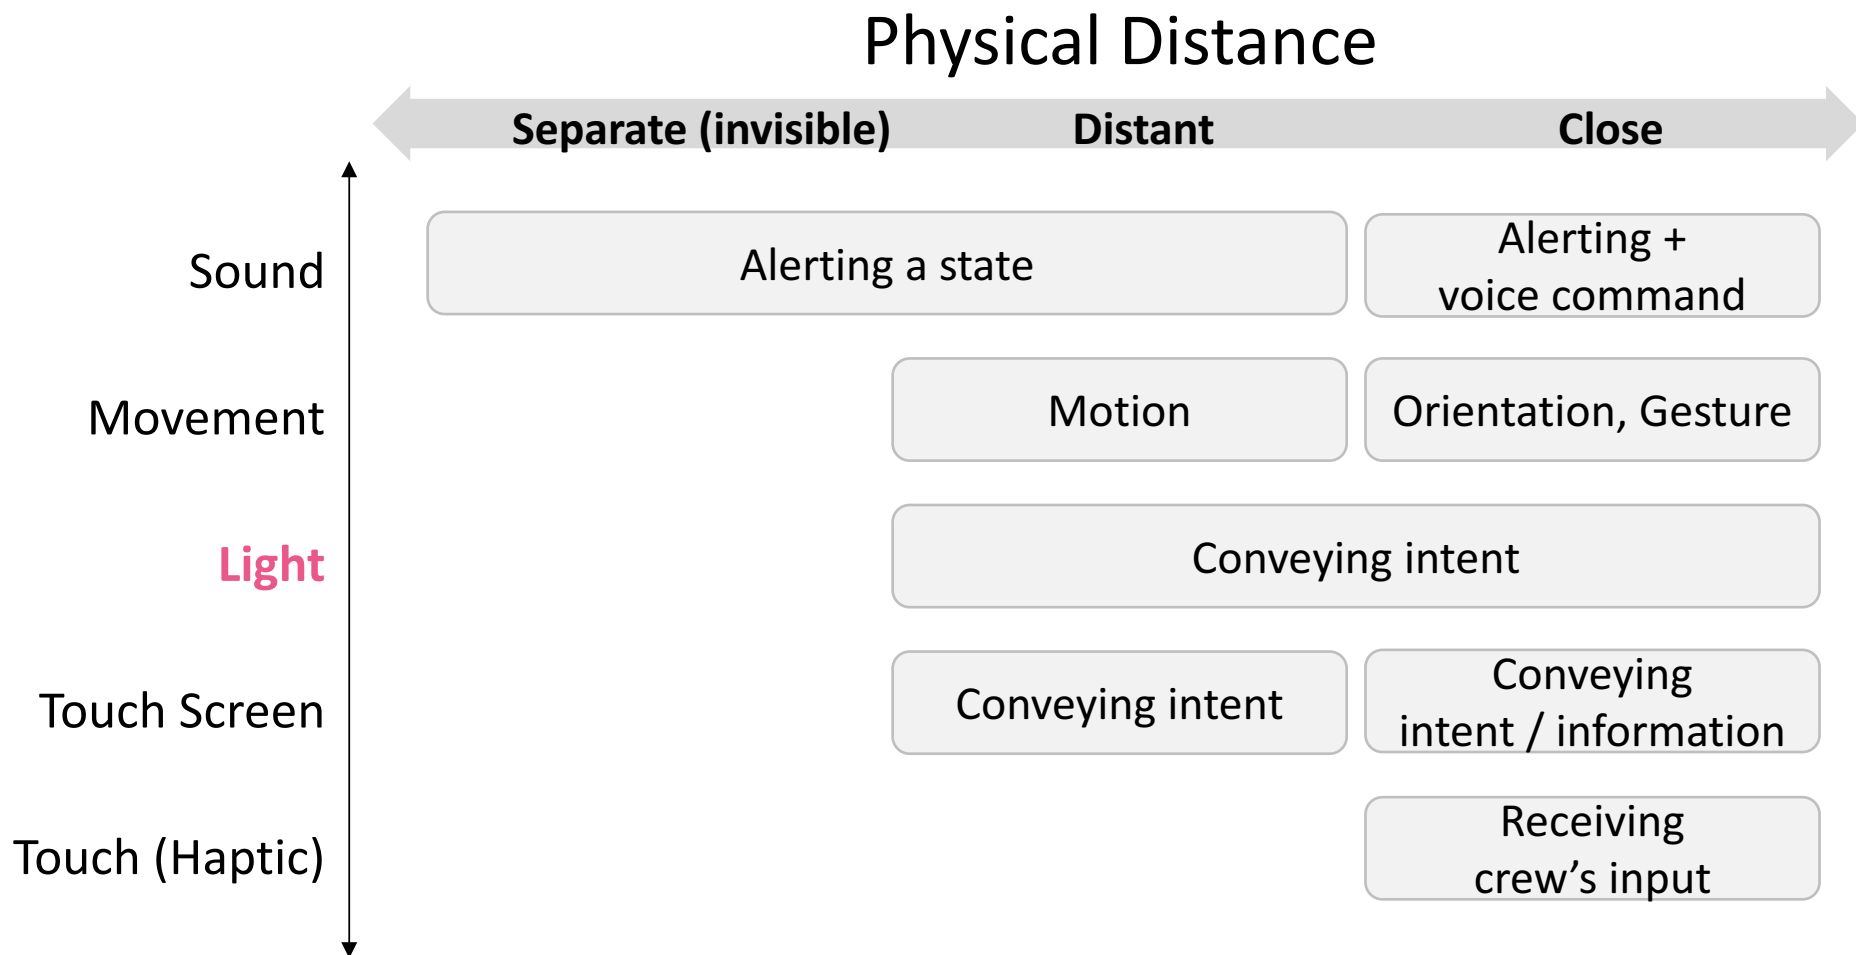 Physical Distance
Separate (invisible) Distant Close
Sound
Alerting a state
Alerting +
voice command
Movement
Motion
Orientation, Gesture
Light
Conveying intent
Touch Screen
Conveying intent
Conveying
intent / information
Touch (Haptic)
Receiving
crew’s input